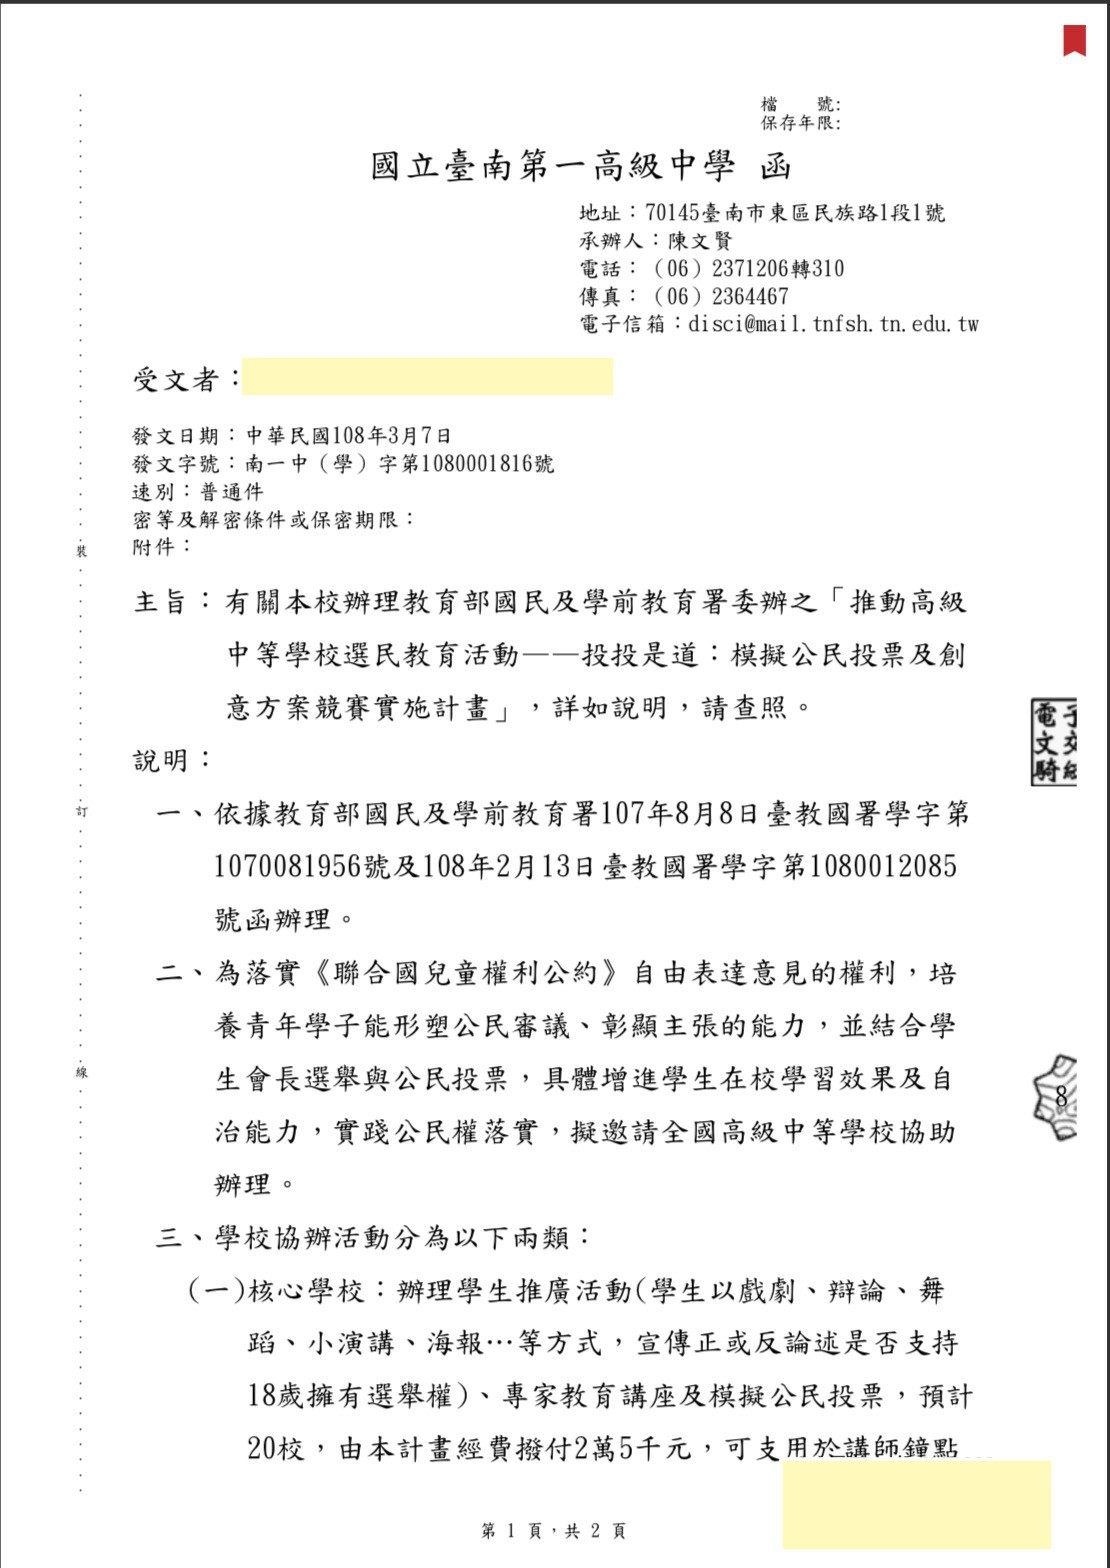 檔　　號:
保存年限:
國立臺南第一高級中學 函
地址：70145臺南市東區民族路1段1號
承辦人：陳文賢
電話：（06）2371206轉310
傳真：（06）2364467
電子信箱：disci@mail.tnfsh.tn.edu.tw
受文者：
發文日期：中華民國108年3月7日
發文字號：南一中（學）字第1080001816號
速別：普通件
密等及解密條件或保密期限：
附件：
主旨：有關本校辦理教育部國民及學前教育署委辦之「推動高級
中等學校選民教育活動——投投是道：模擬公民投票及創
意方案競賽實施計畫」，詳如說明，請查照。
說明：
一、依據教育部國民及學前教育署107年8月8日臺教國署學字第
1070081956號及108年2月13日臺教國署學字第1080012085
號函辦理。
二、為落實《聯合國兒童權利公約》自由表達意見的權利，培
養青年學子能形塑公民審議、彰顯主張的能力，並結合學
生會長選舉與公民投票，具體增進學生在校學習效果及自
治能力，實踐公民權落實，擬邀請全國高級中等學校協助
辦理。
三、學校協辦活動分為以下兩類：
(一)核心學校：辦理學生推廣活動(學生以戲劇、辯論、舞
蹈、小演講、海報…等方式，宣傳正或反論述是否支持
18歲擁有選舉權)、專家教育講座及模擬公民投票，預計
20校，由本計畫經費撥付2萬5千元，可支用於講師鐘點
第 1 頁，共 2 頁
裝
訂
線
電子
文交
騎
8